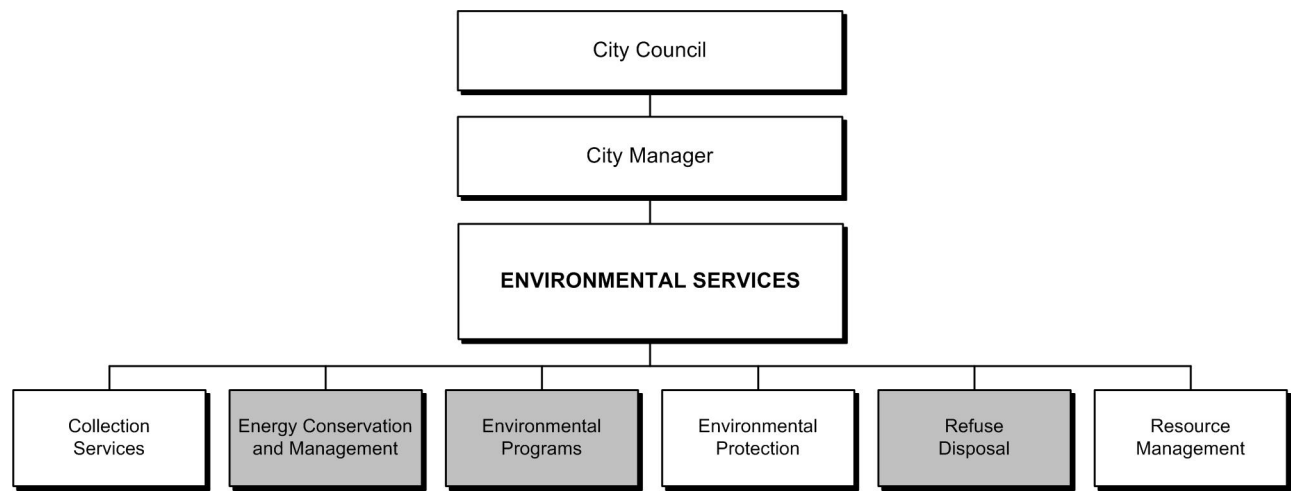 City Council
City Manager
ENVIRONMENTAL SERVICES
Collection
Services
Energy Conservation
and Management
Environmental
Programs
Environmental
Protection
Refuse
Disposal
Resource
Management